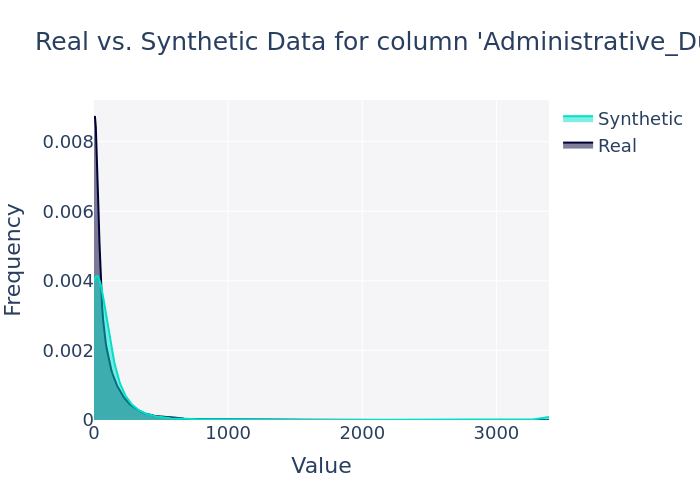 Real vs. Synthetic Data for column 'Administrative_D
Synthetic
Real
Frequency
0.008
0.006
0.004
0.002
0
0
1000
2000
3000
Value